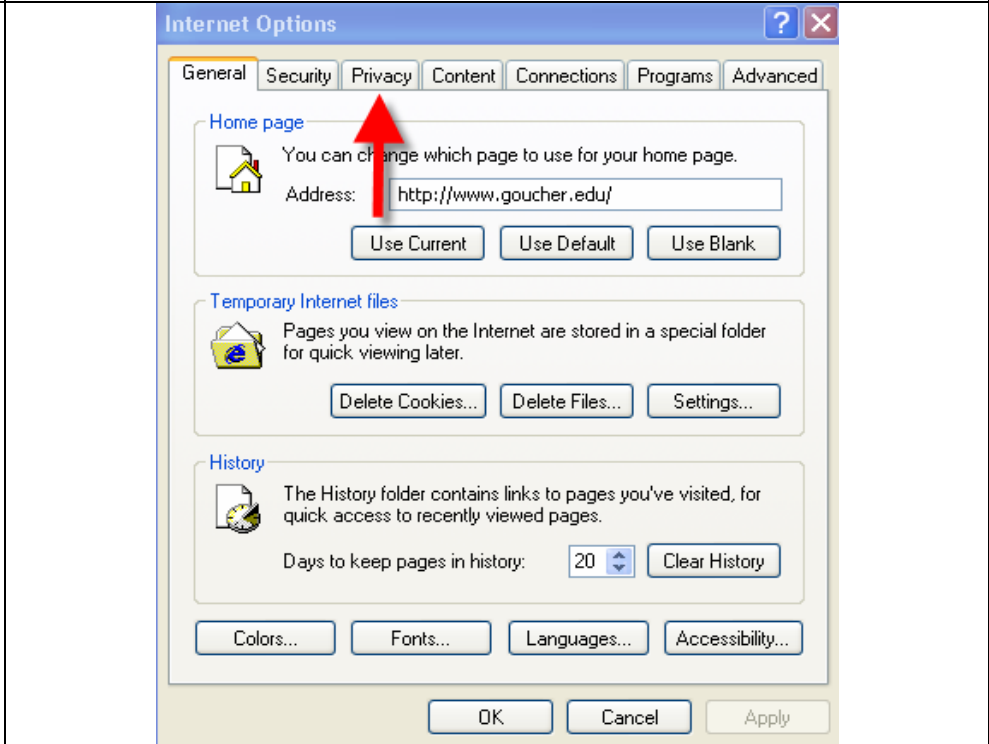 Internet Options
General Security Privacy Content Connections Programs Advanced
Home page
You can change which page to use for your home page.
Address: http://www.goucher.edu/
Use Current Use Default Use Blank
Temporary Internet files
Pages you view on the Internet are stored in a special folder
for quick viewing later.
Delete Cookies... Delete Files... Settings...
History
The History folder contains links to pages you've visited, for
quick access to recently viewed pages.
Days to keep pages in history: 20 Clear History
Colors... Fonts... Languages... Accessibility...
OK Cancel Apply